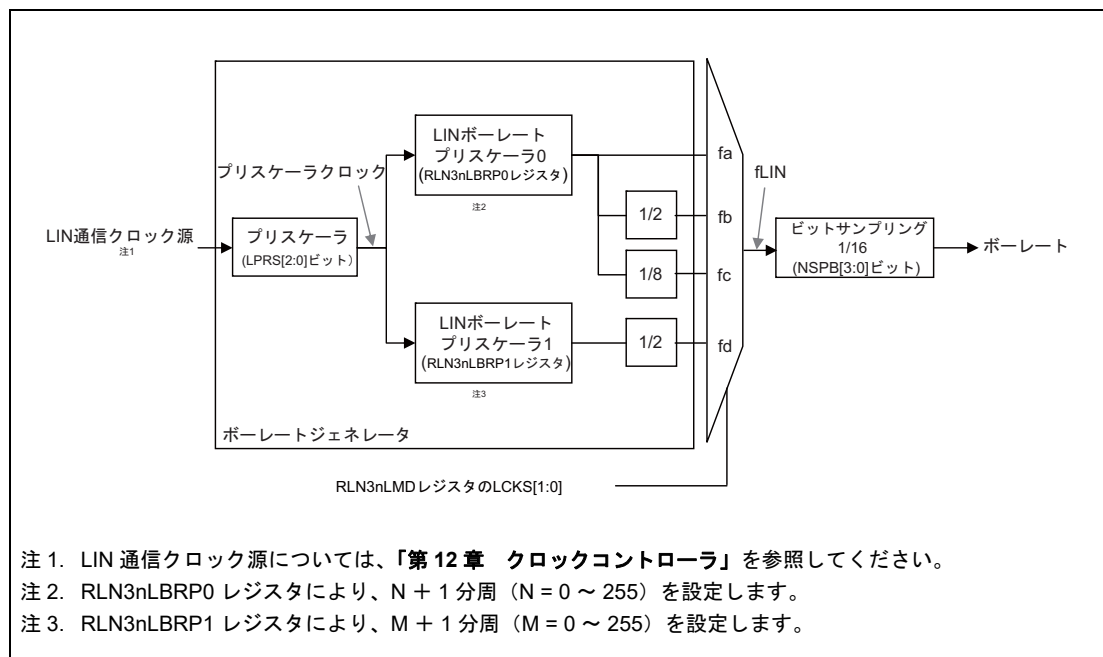 LINボーレート
プリスケーラ0
(RLN3nLBRP0レジスタ)
注2
プリスケーラクロック
fa
fLIN
1/2
fb
LIN通信クロック源
注1
プリスケーラ
(LPRS[2:0]ビット)
ビットサンプリング
1/16
(NSPB[3:0]ビット)
ボーレート
1/8
fc
LINボーレート
プリスケーラ1
(RLN3nLBRP1レジスタ)
注3
1/2
fd
ボーレートジェネレータ
RLN3nLMDレジスタのLCKS[1:0]
注 1. LIN 通信クロック源については、「第 12 章　クロックコントローラ」を参照してください。
注 2. RLN3nLBRP0 レジスタにより、N + 1 分周（N = 0 ～ 255）を設定します。
注 3. RLN3nLBRP1 レジスタにより、M + 1 分周（M = 0 ～ 255）を設定します。